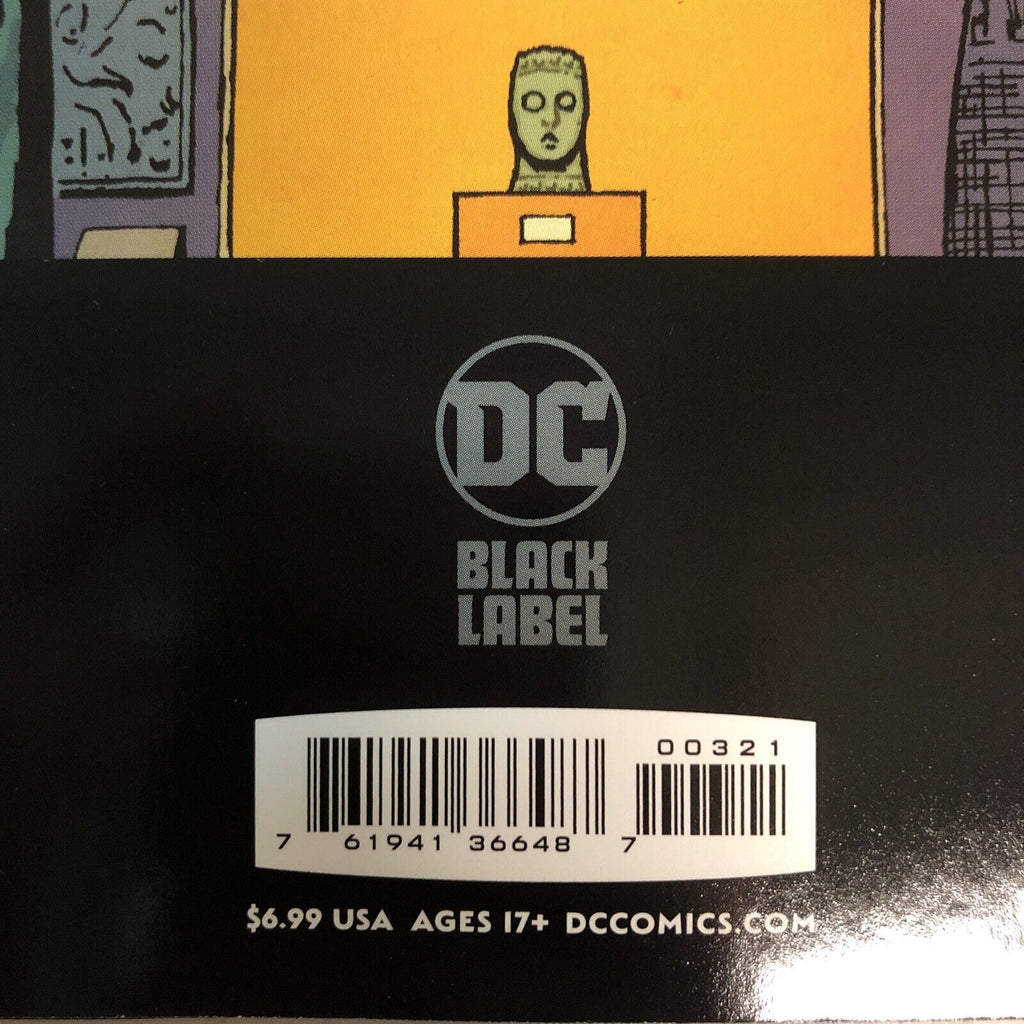 DC
BLACK
LABEL
00321
7 61941 36648 7
$6.99 USA AGES 17+ DCCOMICS.COM